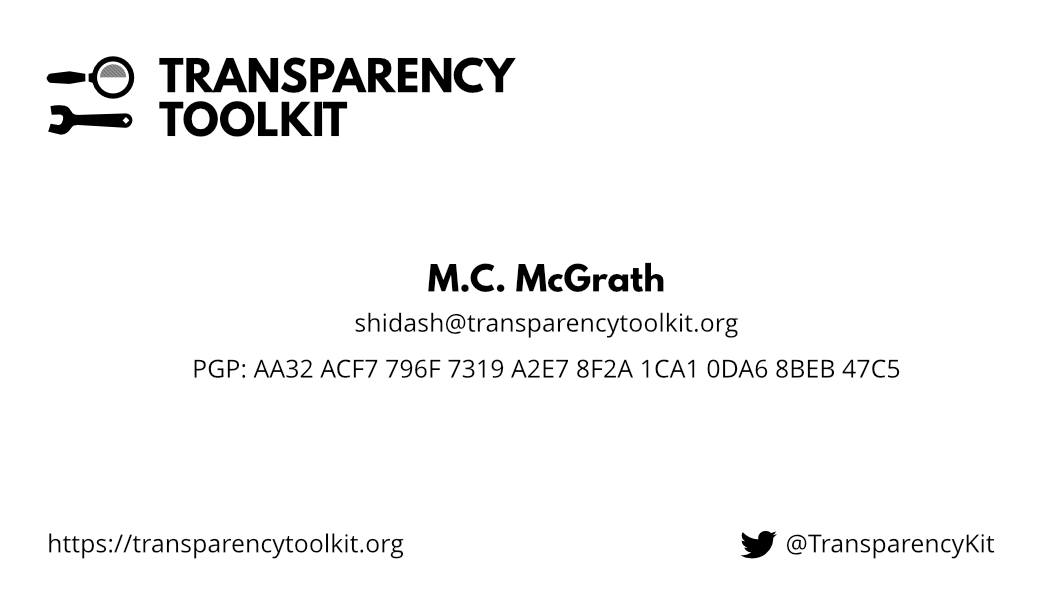 TRANSPARENCY
TOOLKIT
M.C. McGrath
shidash@transparencytoolkit.org
PGP: AA32 ACF7 796F 7319 A2E7 8F2A 1CA1 0DA6 8BEB 47C5
https://transparencytoolkit.org
@TransparencyKit